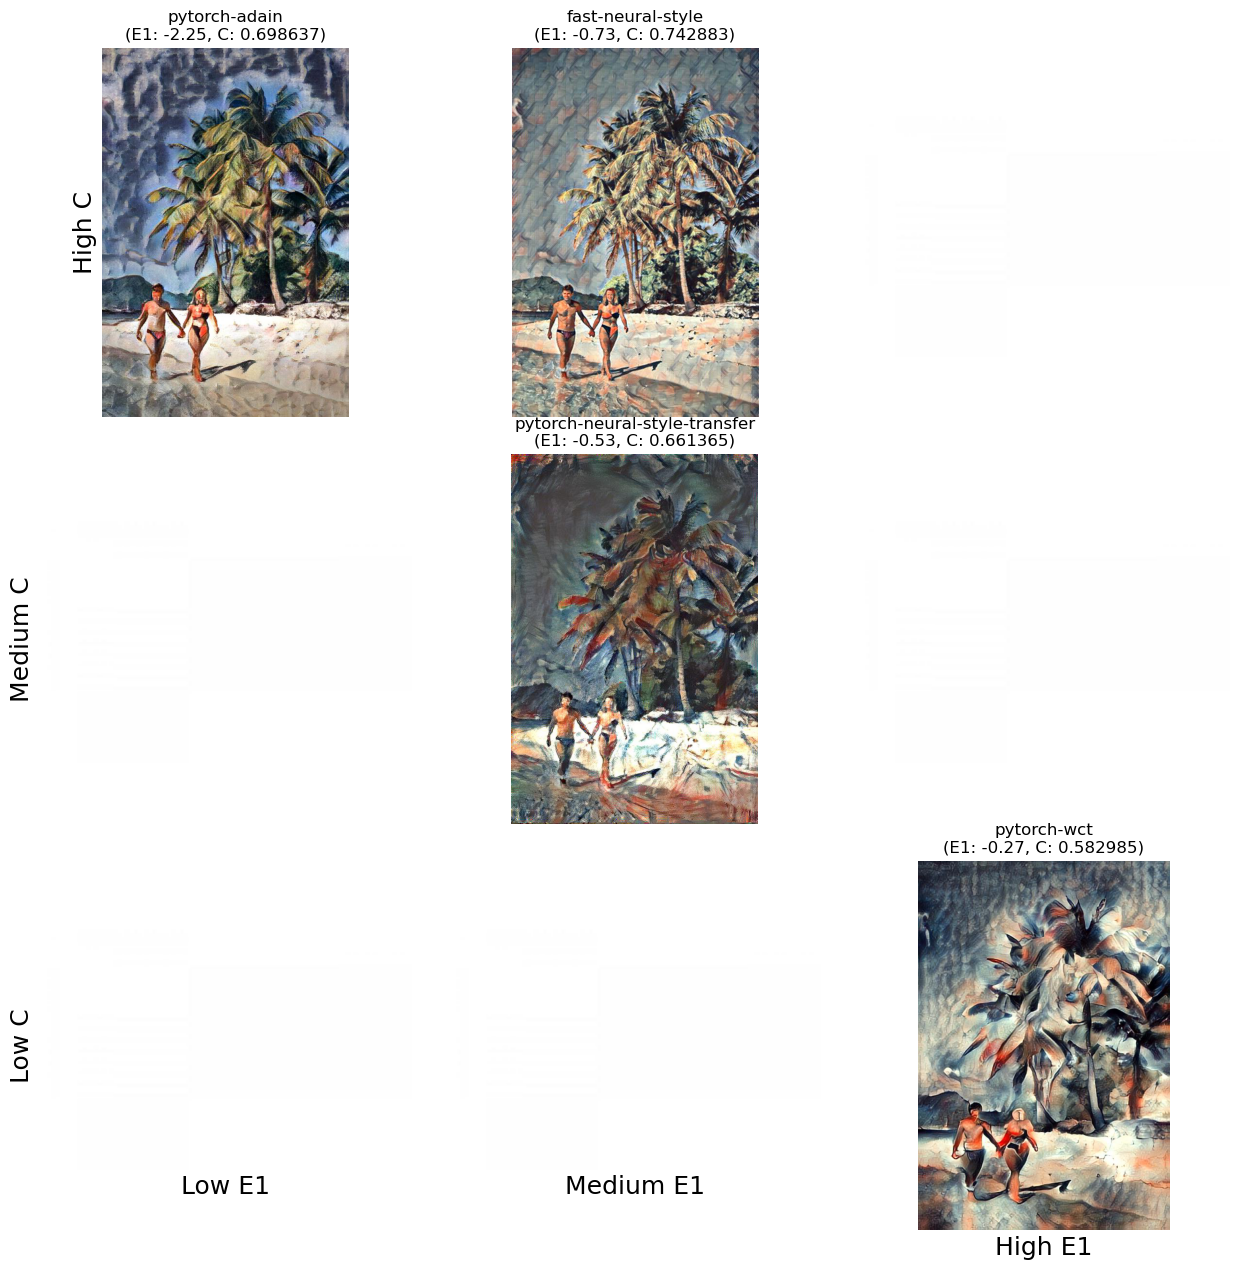 pytorch-adain
(E1: -2.25, C: 0.698637)
fast-neural-style
(E1: -0.73, C: 0.742883)
High C
pytorch-neural-style-transfer
(E1: -0.53, C: 0.661365)
Medium C
pytorch-wct
(E1: -0.27, C: 0.582985)
Low C
Low E1
Medium E1
High E1